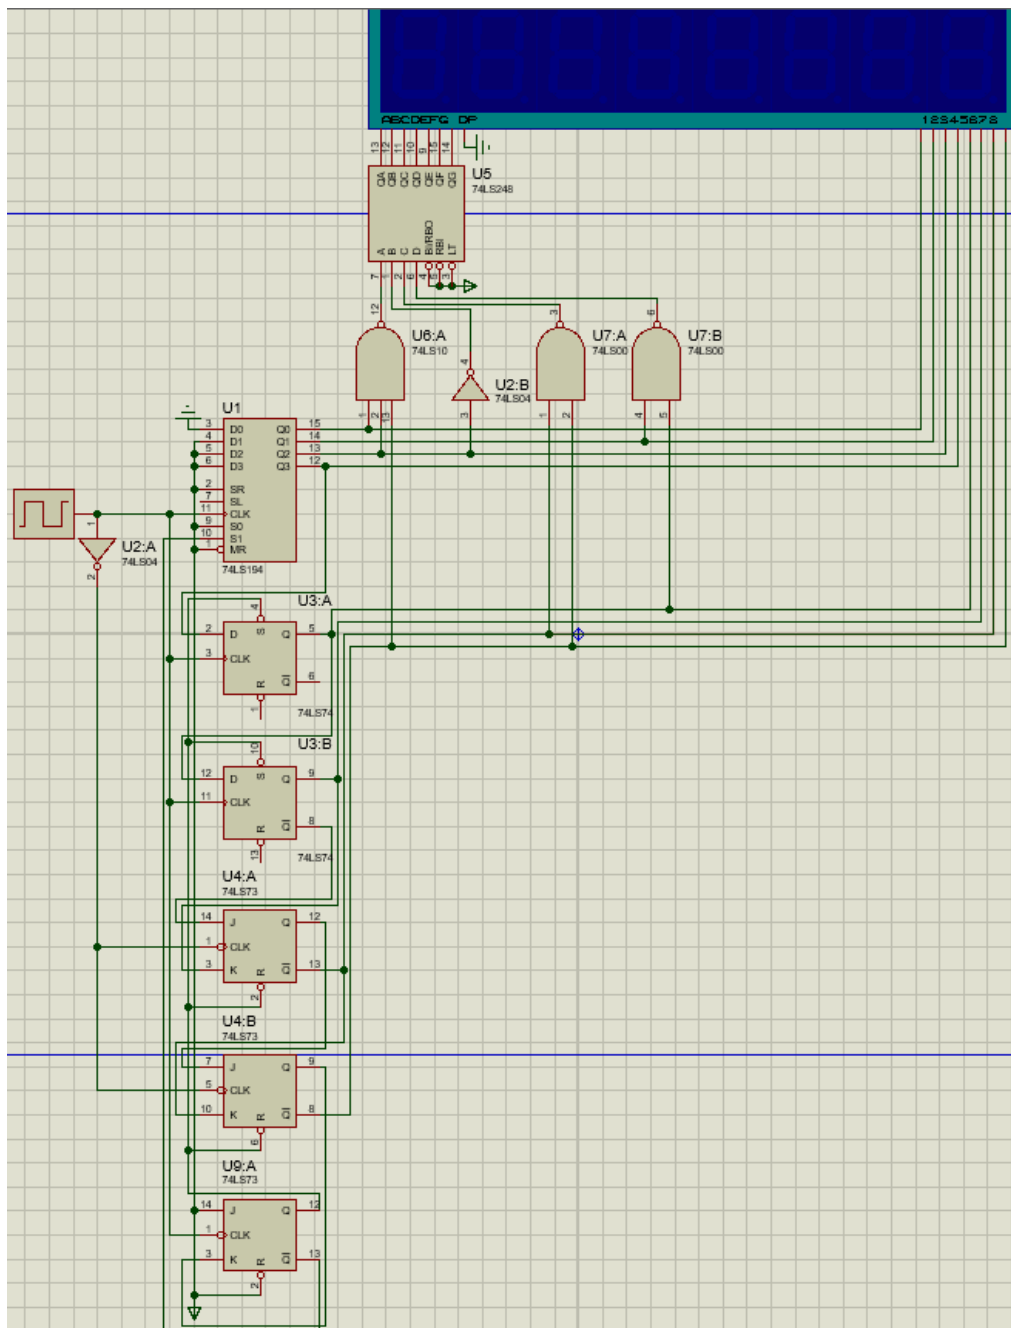 ABCDEFG DP
12345678
13 12 11 10 9 15 14
QA QB QC QD QE QF QG
U5
74LS248
A B C D BI/RBO RBI LT
7 1 2 6 4 5 3
12
3
6
U6:A
74LS10
U7:A
74LS00
U7:B
74LS00
4
U2:B
74LS04
1 2 13
3
1 2
4 5
U1
3 D0 Q0 15
4 D1 Q1 14
5 D2 Q2 13
6 D3 Q3 12
2 SR
7 SL
11 CLK
9 S0
10 S1
1 MR
74LS194
1
U2:A
74LS04
2
U3:A
4
2 D S Q 5
3 CLK
R Q 6
1
74LS74
U3:B
10
12 D S Q 9
11 CLK
R Q 8
13
74LS74
U4:A
74LS73
14 J Q 12
1 CLK
3 K R Q 13
2
U4:B
74LS73
7 J Q 9
5 CLK
10 K R Q 8
6
U9:A
74LS73
14 J Q 12
1 CLK
3 K R Q 13
2